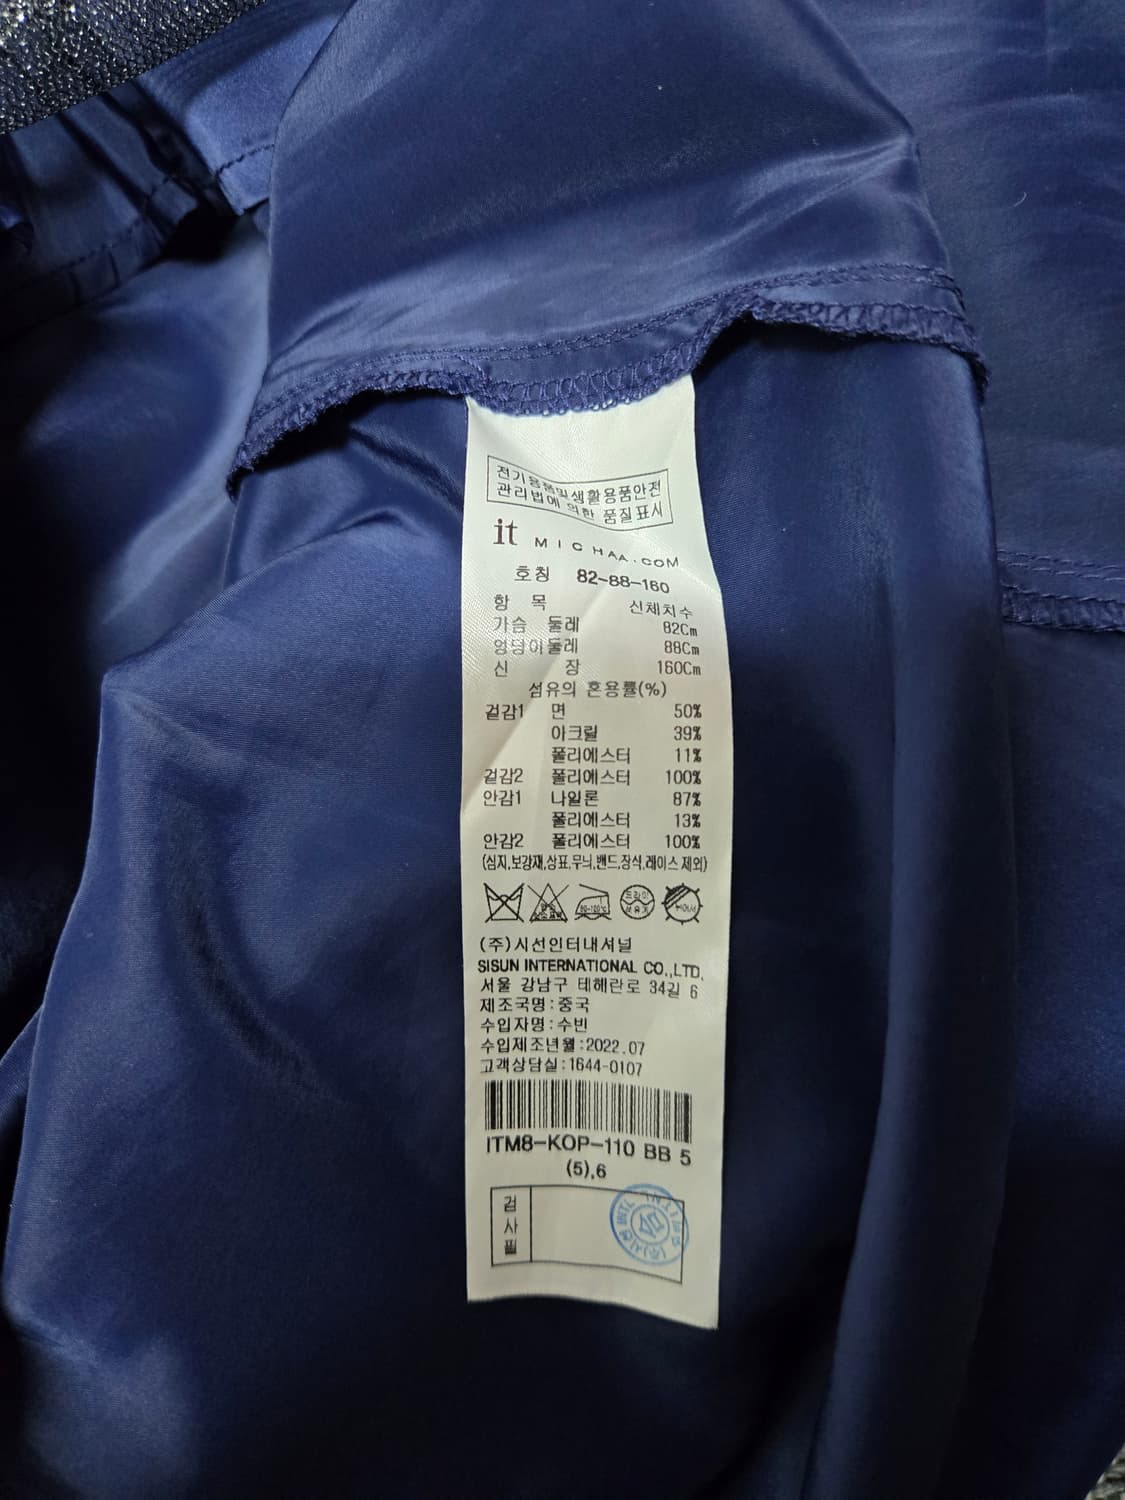 전기용품및생활용품안전
관리법에 의한 품질표시
it MICHAA.COM
호칭 82-88-160
항 목 신체치수
가슴 둘레 82Cm
엉덩이둘레 88Cm
신 장 160Cm
섬유의 혼용률(%)
겉감1 면 50%
아크릴 39%
폴리에스터 11%
겉감2 폴리에스터 100%
안감1 나일론 87%
폴리에스터 13%
안감2 폴리에스터 100%
(심지,보강재,상표,무늬,밴드,장식,레이스 제외)
80~100℃ 드라이
석유계
(주)시선인터내셔널
SISUN INTERNATIONAL CO.,LTD.
서울 강남구 테헤란로 34길 6
제조국명:중국
수입자명:수빈
수입제조년월:2022.07
고객상담실:1644-0107
ITM8-KOP-110 BB 5
(5),6
검사필